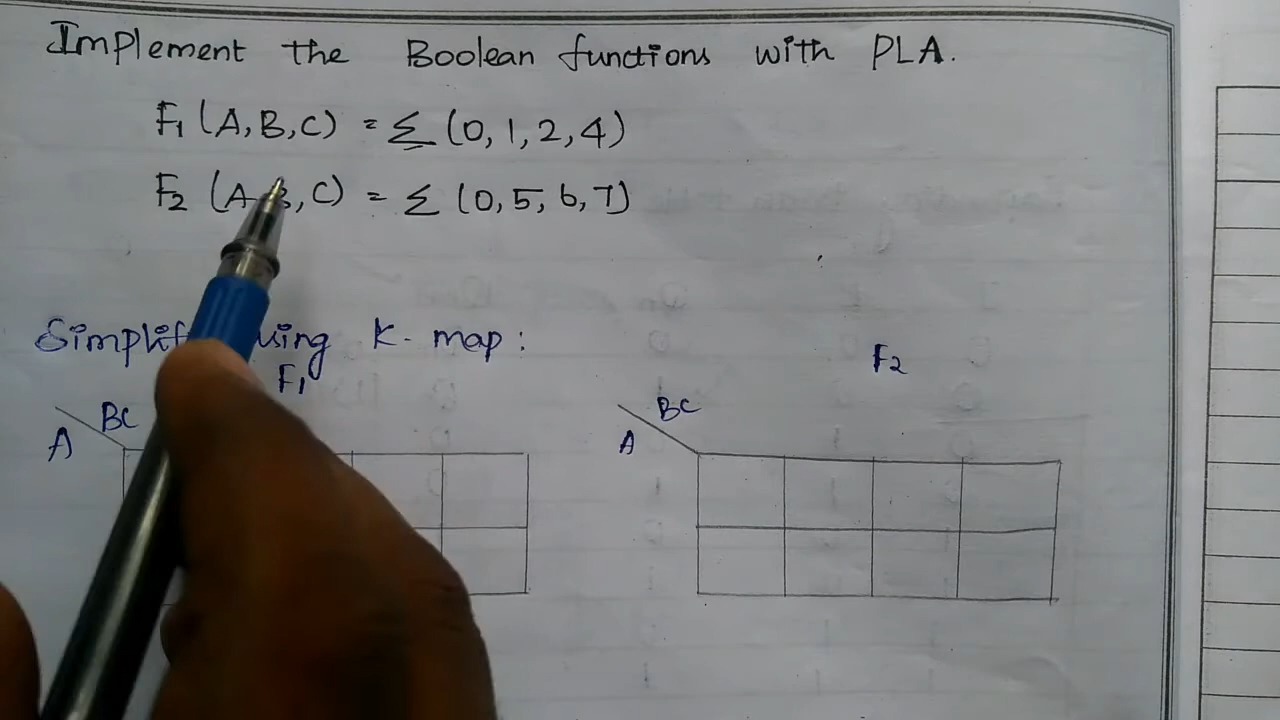 Implement the Boolean functions with PLA.
F₁ (A,B,C) = Σ (0,1,2,4)
F₂ (A,B,C) = Σ (0,5,6,7)
using K-map:
F₁
F₂
BC
A
BC
A